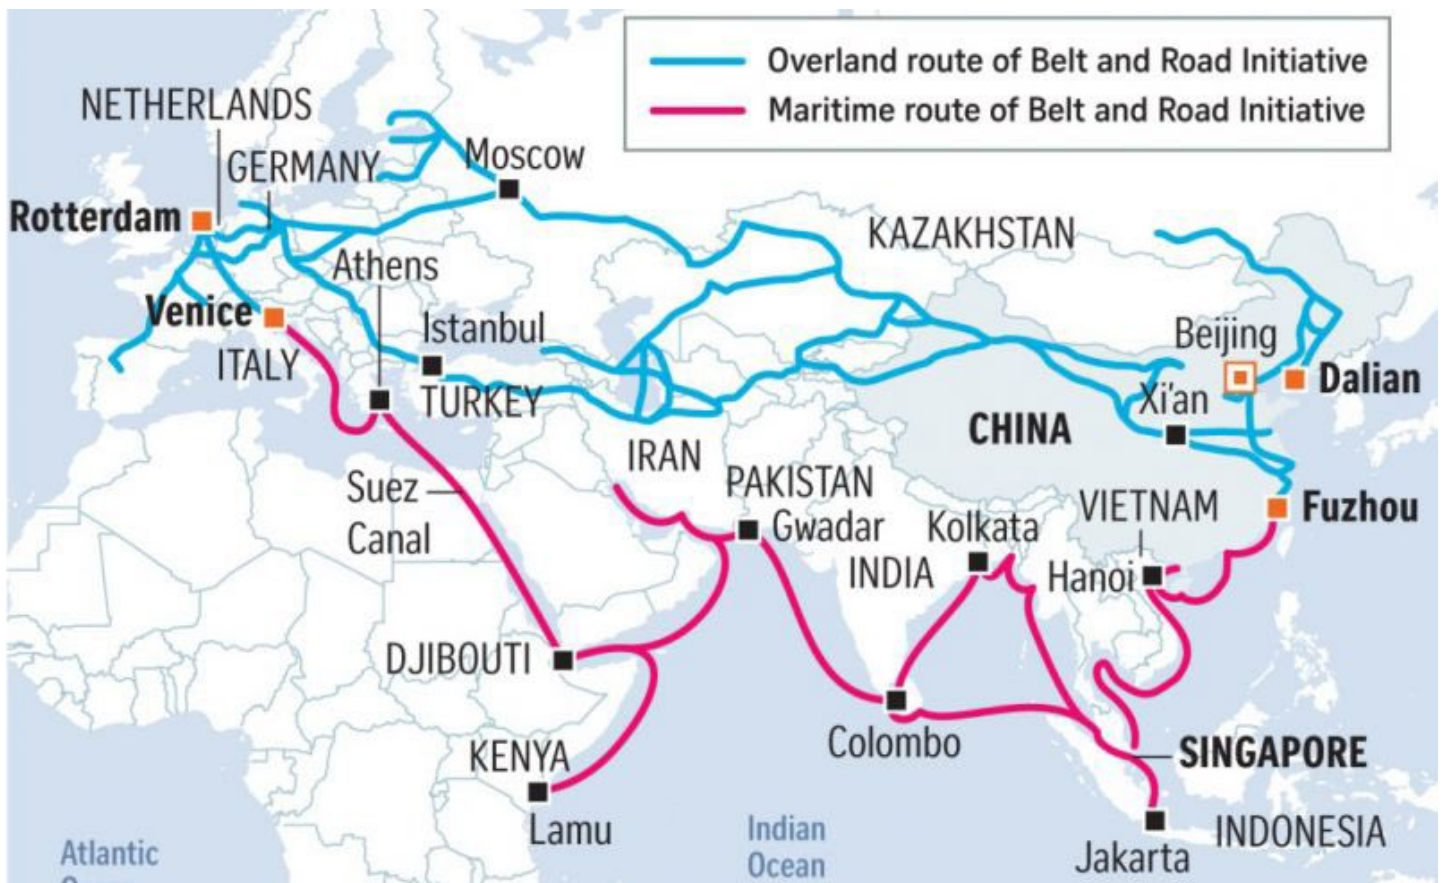 Overland route of Belt and Road Initiative
Maritime route of Belt and Road Initiative
NETHERLANDS
GERMANY
Moscow
Rotterdam
KAZAKHSTAN
Athens
Venice
Istanbul
Beijing
ITALY
TURKEY
Dalian
Xi'an
CHINA
IRAN
Suez
Canal
PAKISTAN
Gwadar
Kolkata
VIETNAM
Fuzhou
INDIA
Hanoi
DJIBOUTI
Colombo
SINGAPORE
KENYA
Lamu
Indian
Ocean
Jakarta
INDONESIA
Atlantic